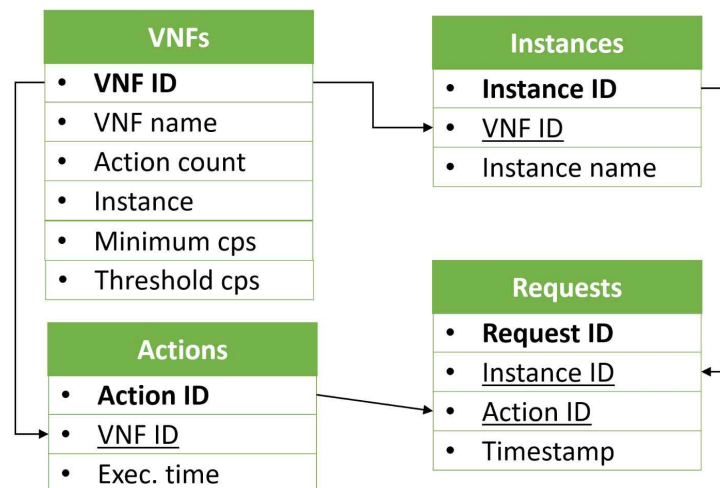 VNFs
• VNF ID
• VNF name
• Action count
• Instance
• Minimum cps
• Threshold cps
Instances
• Instance ID
• VNF ID
• Instance name
Actions
• Action ID
• VNF ID
• Exec. time
Requests
• Request ID
• Instance ID
• Action ID
• Timestamp